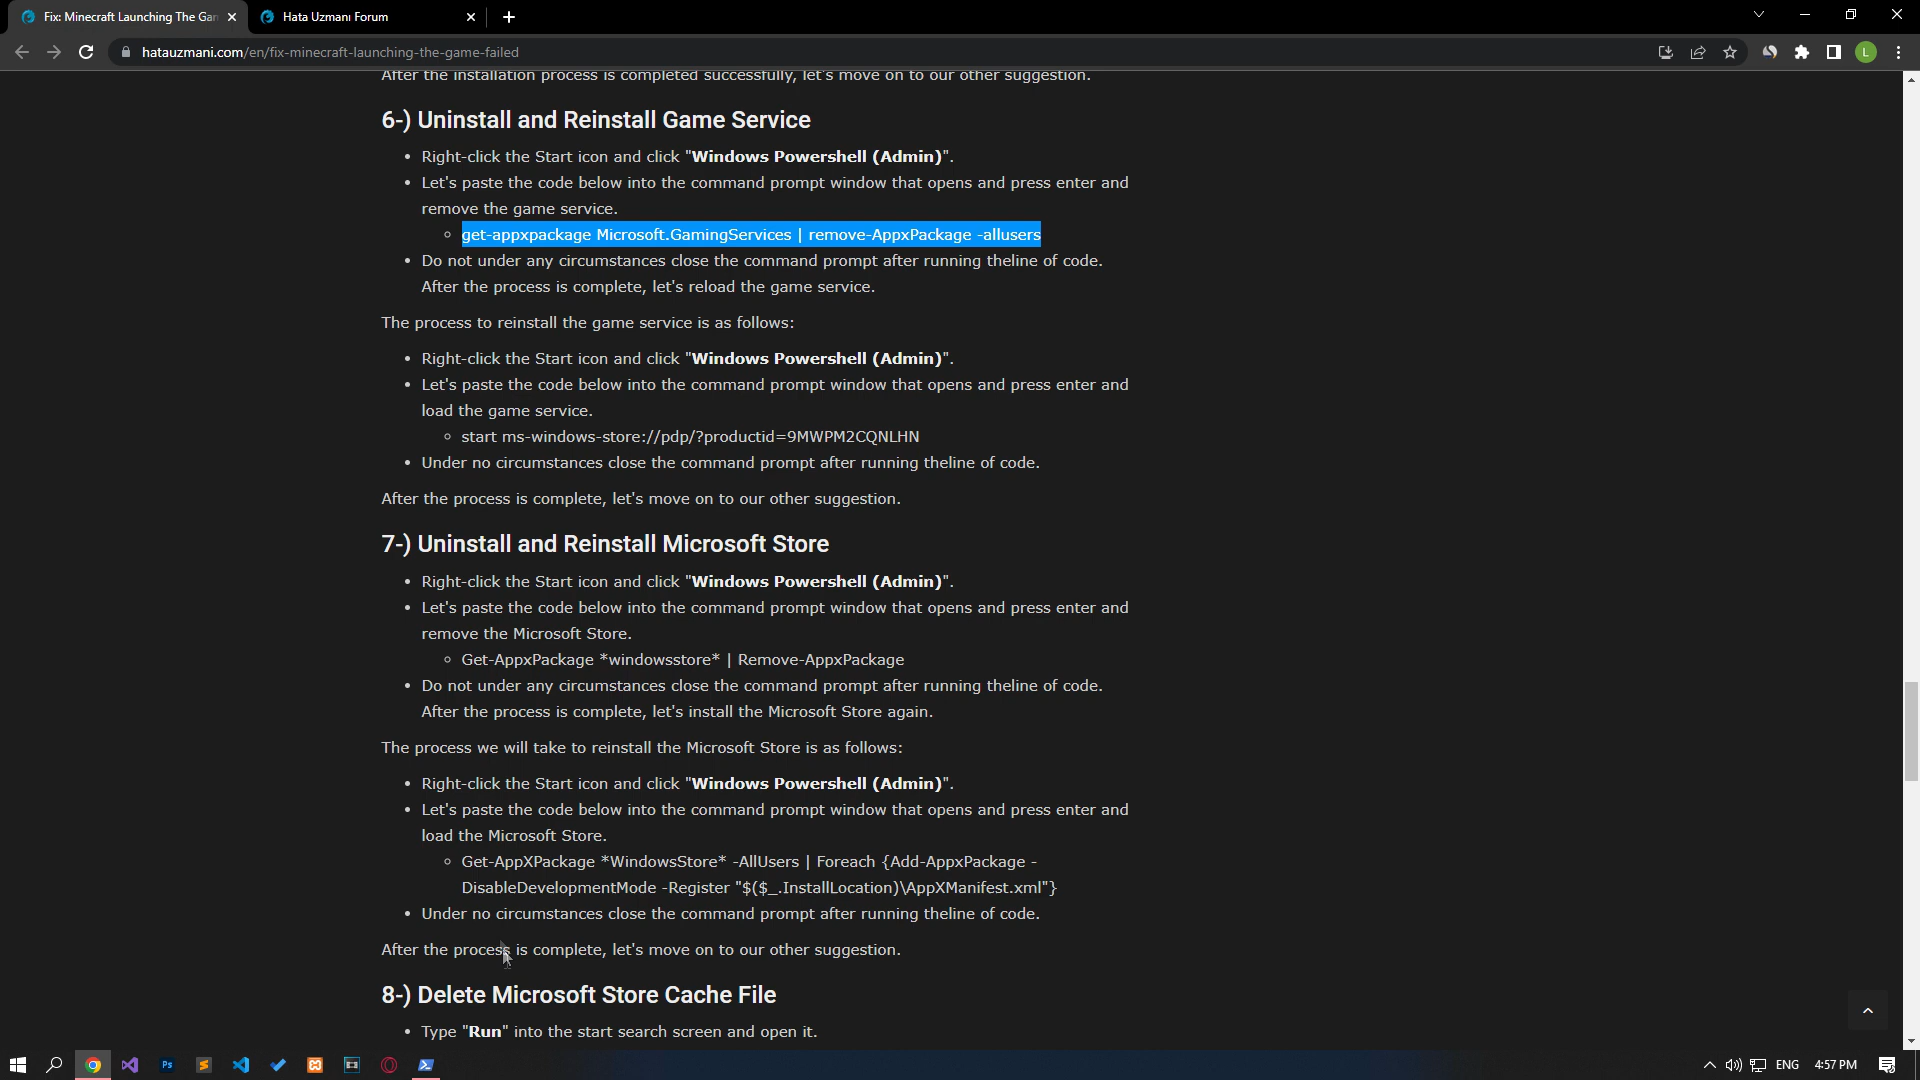 Fix: Minecraft Launching The Gam
Hata Uzmanı Forum
hatauzmani.com/en/fix-minecraft-launching-the-game-failed
L
After the installation process is completed successfully, let's move on to our other suggestion.
6-) Uninstall and Reinstall Game Service
• Right-click the Start icon and click "Windows Powershell (Admin)".
• Let's paste the code below into the command prompt window that opens and press enter and
remove the game service.
get-appxpackage Microsoft.GamingServices | remove-AppxPackage -allusers
• Do not under any circumstances close the command prompt after running theline of code.
After the process is complete, let's reload the game service.
The process to reinstall the game service is as follows:
• Right-click the Start icon and click "Windows Powershell (Admin)".
• Let's paste the code below into the command prompt window that opens and press enter and
load the game service.
start ms-windows-store://pdp/?productid=9MWPM2CQNLHN
• Under no circumstances close the command prompt after running theline of code.
After the process is complete, let's move on to our other suggestion.
7-) Uninstall and Reinstall Microsoft Store
• Right-click the Start icon and click "Windows Powershell (Admin)".
• Let's paste the code below into the command prompt window that opens and press enter and
remove the Microsoft Store.
Get-AppxPackage *windowsstore* | Remove-AppxPackage
• Do not under any circumstances close the command prompt after running theline of code.
After the process is complete, let's install the Microsoft Store again.
The process we will take to reinstall the Microsoft Store is as follows:
• Right-click the Start icon and click "Windows Powershell (Admin)".
• Let's paste the code below into the command prompt window that opens and press enter and
load the Microsoft Store.
Get-AppXPackage *WindowsStore* -AllUsers | Foreach {Add-AppxPackage -
DisableDevelopmentMode -Register "$($_.InstallLocation)\AppXManifest.xml"}
• Under no circumstances close the command prompt after running theline of code.
After the process is complete, let's move on to our other suggestion.
8-) Delete Microsoft Store Cache File
• Type "Run" into the start search screen and open it.
Ps
ENG
4:57 PM